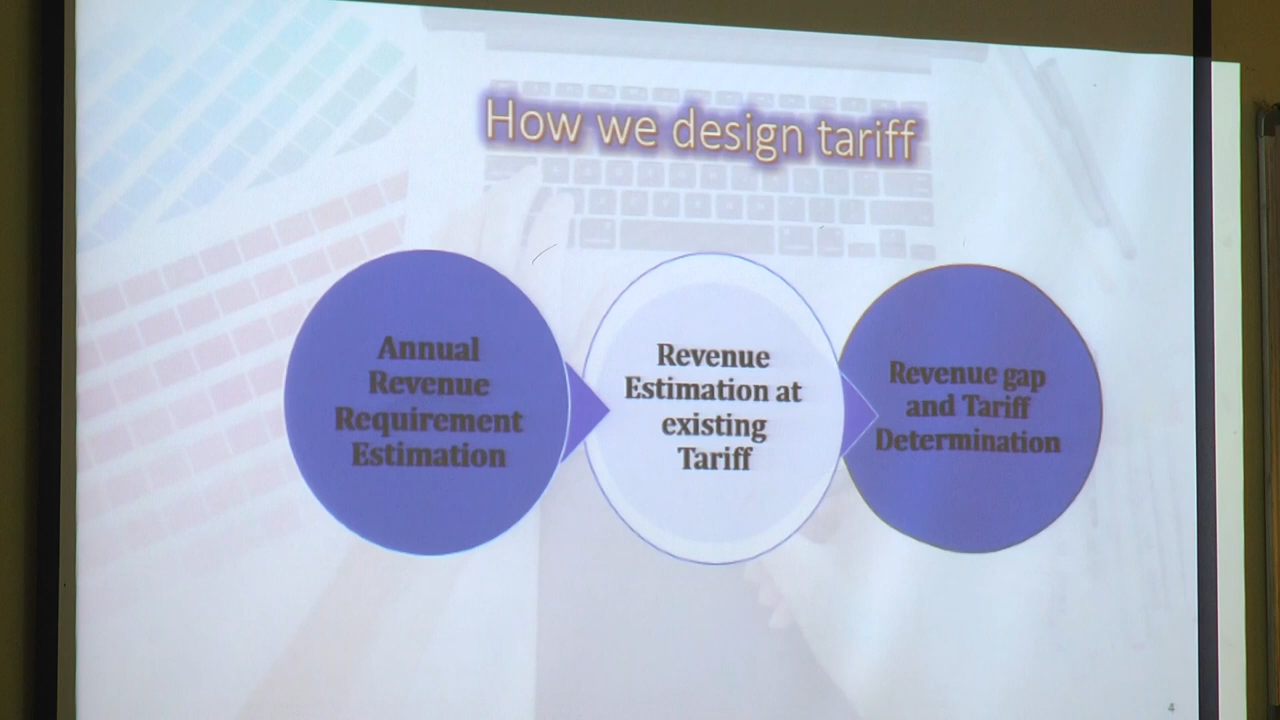 How we design tariff
Annual
Revenue
Requirement
Estimation
Revenue
Estimation at
existing
Tariff
Revenue gap
and Tariff
Determination
4